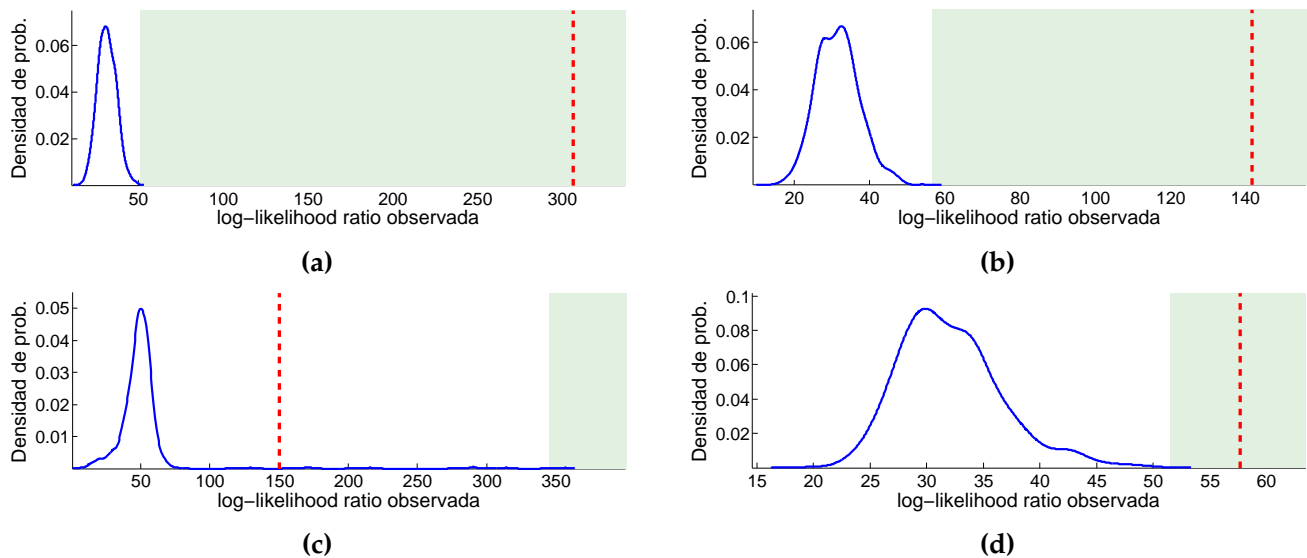 Densidad de prob.
0.06
0.04
0.02
50 100 150 200 250 300
log−likelihood ratio observada
(a)
Densidad de prob.
0.06
0.04
0.02
20 40 60 80 100 120 140
log−likelihood ratio observada
(b)
Densidad de prob.
0.05
0.04
0.03
0.02
0.01
50 100 150 200 250 300 350
log−likelihood ratio observada
(c)
Densidad de prob.
0.1
0.08
0.06
0.04
0.02
15 20 25 30 35 40 45 50 55 60
log−likelihood ratio observada
(d)